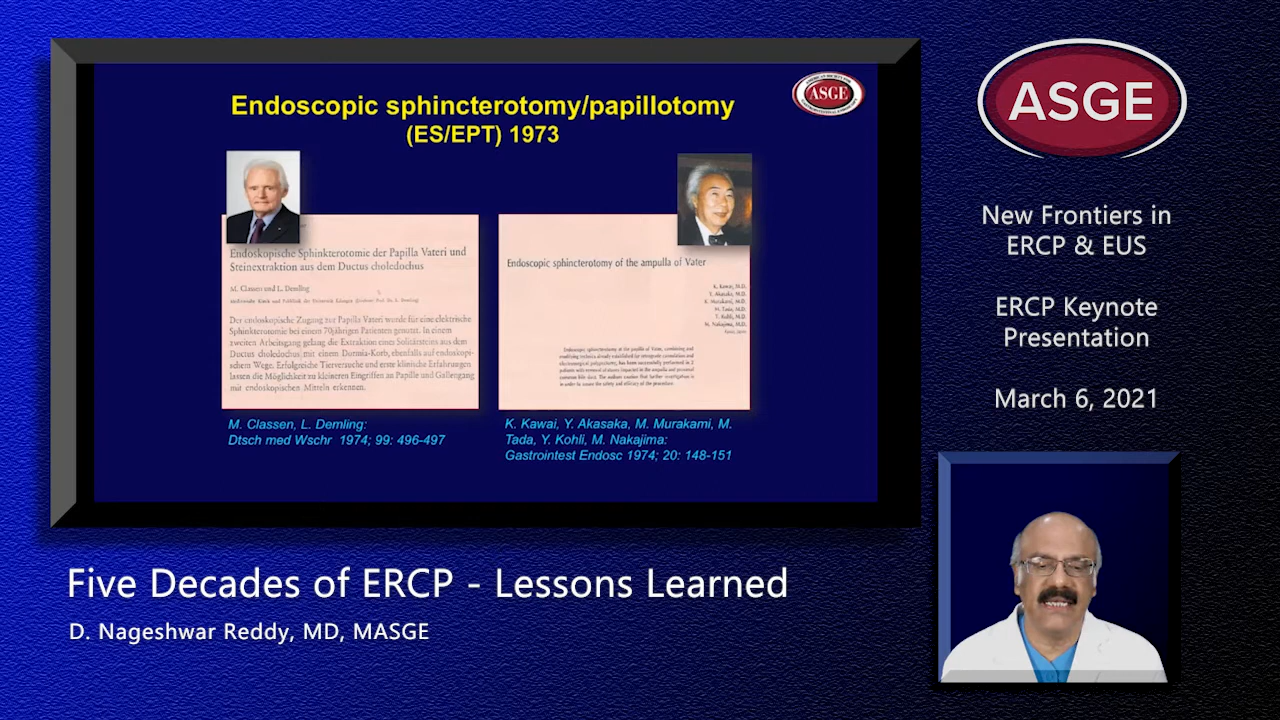 Endoscopic sphincterotomy/papillotomy
(ES/EPT) 1973
ASGE
Endoskopische Sphinkterotomie der Papilla Vateri und
Steinextraktion aus dem Ductus choledochus
M. Classen und L. Demling
Der endoskopische Zugang zur Papilla Vateri wurde für eine elektrische
Sphinkterotomie bei einem 70jährigen Patienten genutzt. In einem
zweiten Arbeitsgang gelang die Extraktion eines Solitärsteins aus dem
Ductus choledochus mit einem Dormia-Korb, ebenfalls auf endoskopi-
schem Wege. Erfolgreiche Tierversuche und erste klinische Erfahrungen
lassen die Möglichkeit zu kleineren Eingriffen an Papille und Gallengang
mit endoskopischen Mitteln erkennen.
M. Classen, L. Demling:
Dtsch med Wschr 1974; 99: 496-497
Endoscopic sphincterotomy of the ampulla of Vater
K. Kawai, M.D.
Y. Akasaka, M.D.
K. Murakami, M.D.
M. Tada, M.D.
Y. Kohli, M.D.
M. Nakajima, M.D.
K. Kawai, Y. Akasaka, M. Murakami, M.
Tada, Y. Kohli, M. Nakajima:
Gastrointest Endosc 1974; 20: 148-151
Five Decades of ERCP - Lessons Learned
D. Nageshwar Reddy, MD, MASGE
ASGE
New Frontiers in
ERCP & EUS
ERCP Keynote
Presentation
March 6, 2021